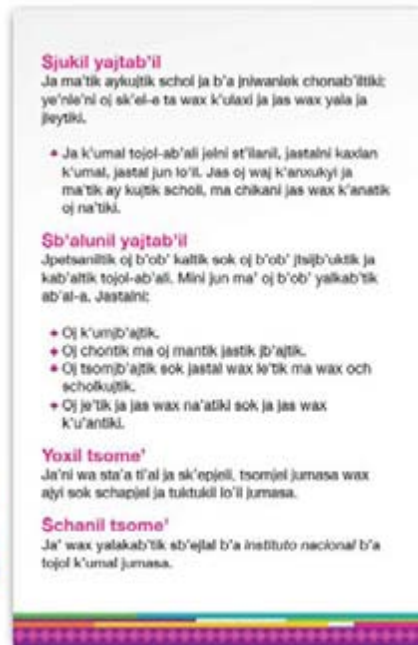 Sjukil yajtab'il
Ja ma'tik aykujtik schol ja b'a jniwanlek chonab'iltiki;
ye'nle'ni oj sk'el-e ta wax k'ulaxi ja jas wax yala ja
jleytiki.
✦ Ja k'umal tojol-ab'ali jelni st'ilanil, jastalni kaxlan
k'umal, jastal jun lo'il. Jas oj waj k'anxukyi ja
ma'tik ay kujtik scholi, ma chikani jas wax k'anatik
oj na'tiki.
Sb'alunil yajtab'il
Jpetsaniltik oj b'ob' kaltik sok oj b'ob' jtsijb'uktik ja
kab'altik tojol-ab'ali. Mini jun ma' oj b'ob' yalkab'tik
ab'al-a. Jastalni:
✦ Oj k'umjb'ajtik.
✦ Oj chontik ma oj mantik jastik jb'ajtik.
✦ Oj tsomjb'ajtik sok jastal wax le'tik ma wax och
scholkujtik.
✦ Oj je'tik ja jas wax na'atiki sok ja jas wax
k'u'antiki.
Yoxil tsome'
Ja'ni wa sta'a ti'al ja sk'epjeli, tsomjel jumasa wax
ajyi sok schapjel ja tuktukil lo'il jumasa.
Schanil tsome'
Ja' wax yalakab'tik sb'ejlal b'a instituto nacional b'a
tojol k'umal jumasa.